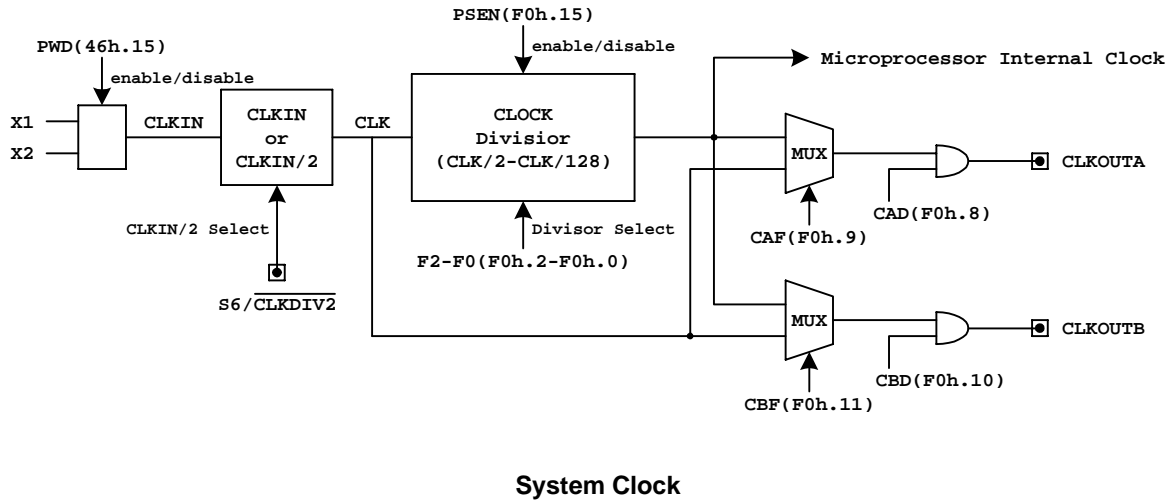 PSEN(F0h.15)
PWD(46h.15)
enable/disable
enable/disable
Microprocessor Internal Clock
X1
X2
CLKIN
CLKIN
or
CLKIN/2
CLK
CLOCK
Divisior
(CLK/2-CLK/128)
MUX
CLKOUTA
CAD(F0h.8)
CLKIN/2 Select
Divisor Select
CAF(F0h.9)
F2-F0(F0h.2-F0h.0)
S6/CLKDIV2
MUX
CLKOUTB
CBD(F0h.10)
CBF(F0h.11)
System Clock